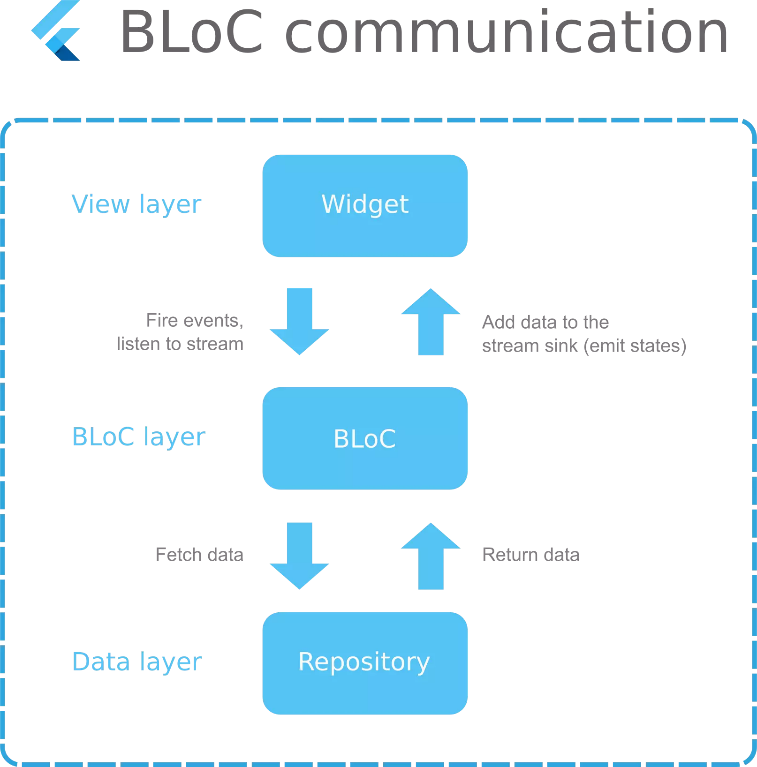 BLoC communication
View layer
Widget
Fire events,
listen to stream
Add data to the
stream sink (emit states)
BLoC layer
BLoC
Fetch data
Return data
Data layer
Repository